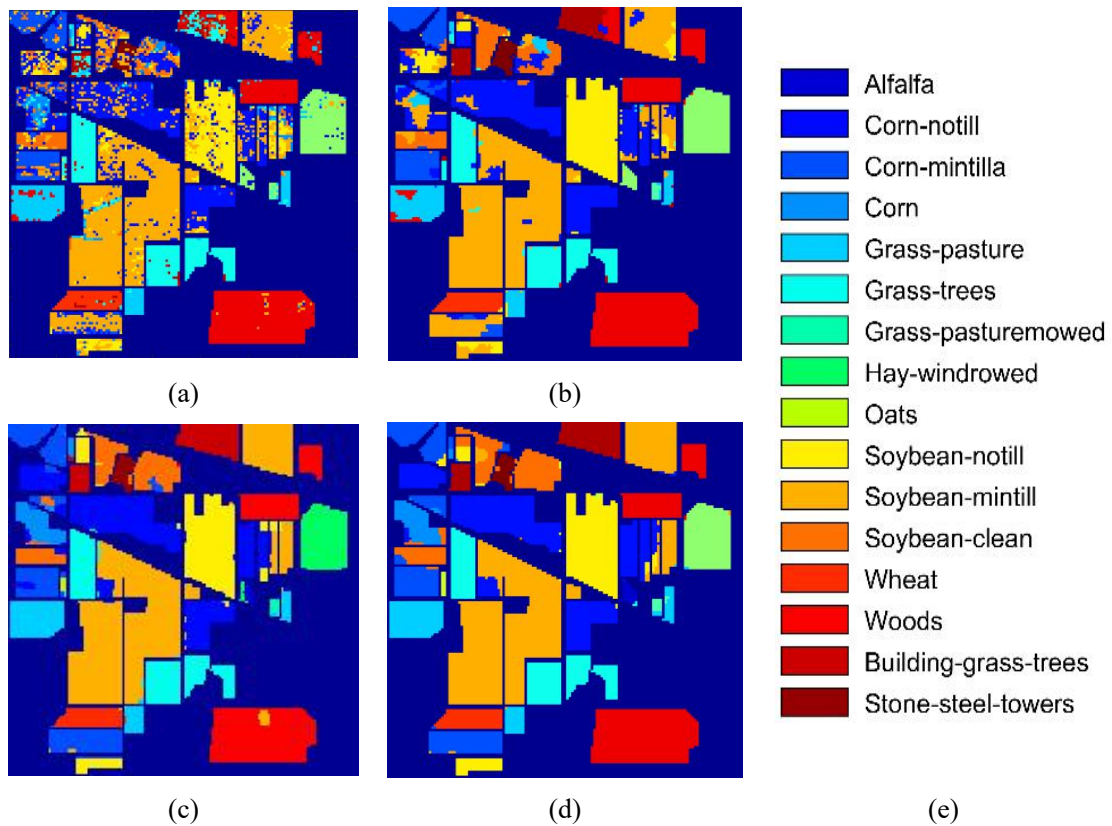 Alfalfa
Corn-notill
Corn-mintilla
Corn
Grass-pasture
Grass-trees
Grass-pasturemowed
Hay-windrowed
Oats
Soybean-notill
Soybean-mintill
Soybean-clean
Wheat
Woods
Building-grass-trees
Stone-steel-towers
(a)
(b)
(c)
(d)
(e)